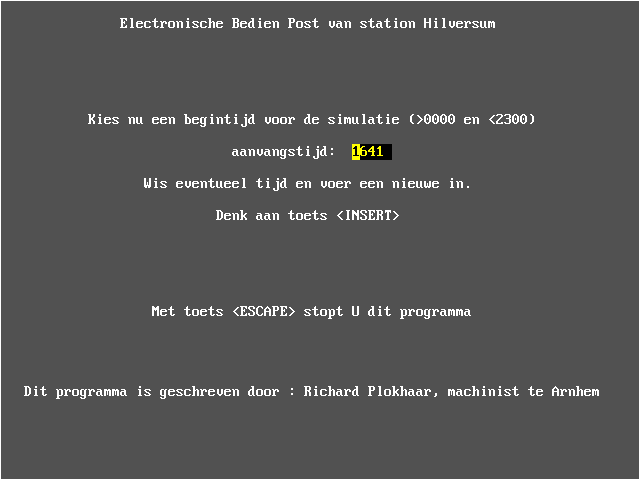 Electronische Bedien Post van station Hilversum
Kies nu een begintijd voor de simulatie (>0000 en <2300)
aanvangstijd: 1641
Wis eventueel tijd en voer een nieuwe in.
Denk aan toets <INSERT>
Met toets <ESCAPE> stopt U dit programma
Dit programma is geschreven door : Richard Plokhaar, machinist te Arnhem